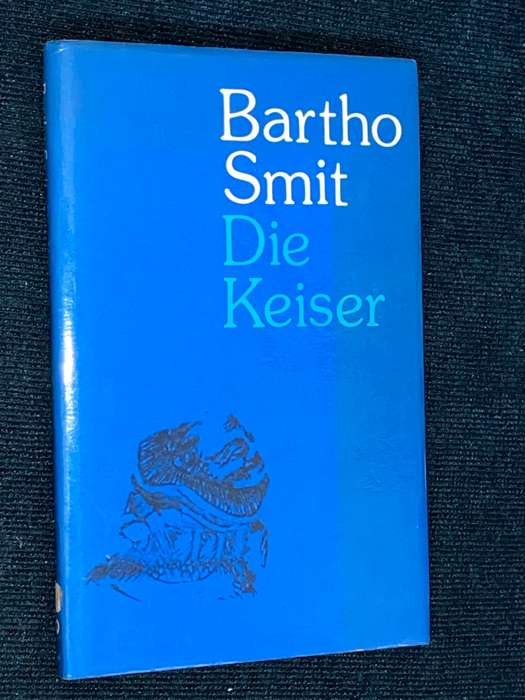 Bartho
Smit
Die
Keiser